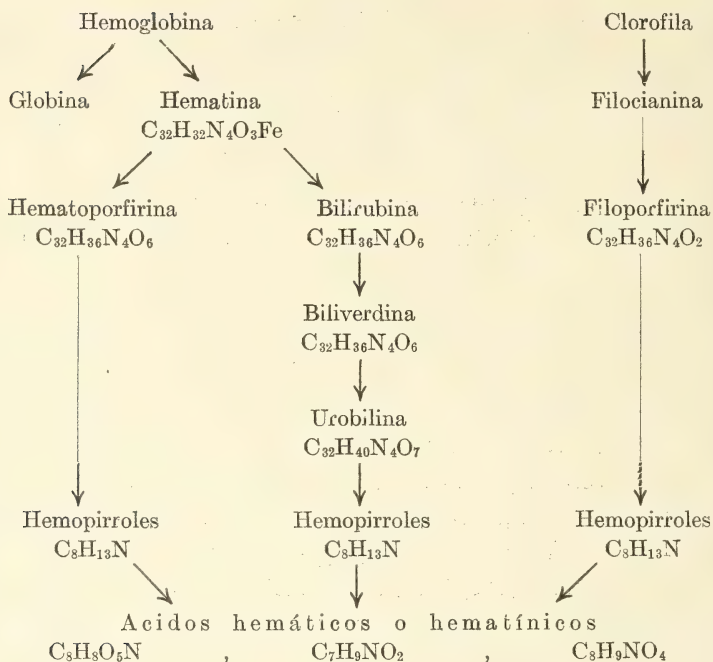 Hemoglobina Clorofila
Globina Hematina Filocianina
C₃₂H₃₂N₄O₃Fe
Hematoporfirina Bilirubina Filoporfirina
C₃₂H₃₆N₄O₆ C₃₂H₃₆N₄O₆ C₃₂H₃₆N₄O₂
Biliverdina
C₃₂H₃₆N₄O₆
Urobilina
C₃₂H₄₀N₄O₇
Hemopirroles Hemopirroles Hemopirroles
C₈H₁₃N C₈H₁₃N C₈H₁₃N
Acidos hemáticos o hematínicos
C₈H₈O₅N , C₇H₉NO₂ , C₈H₉NO₄